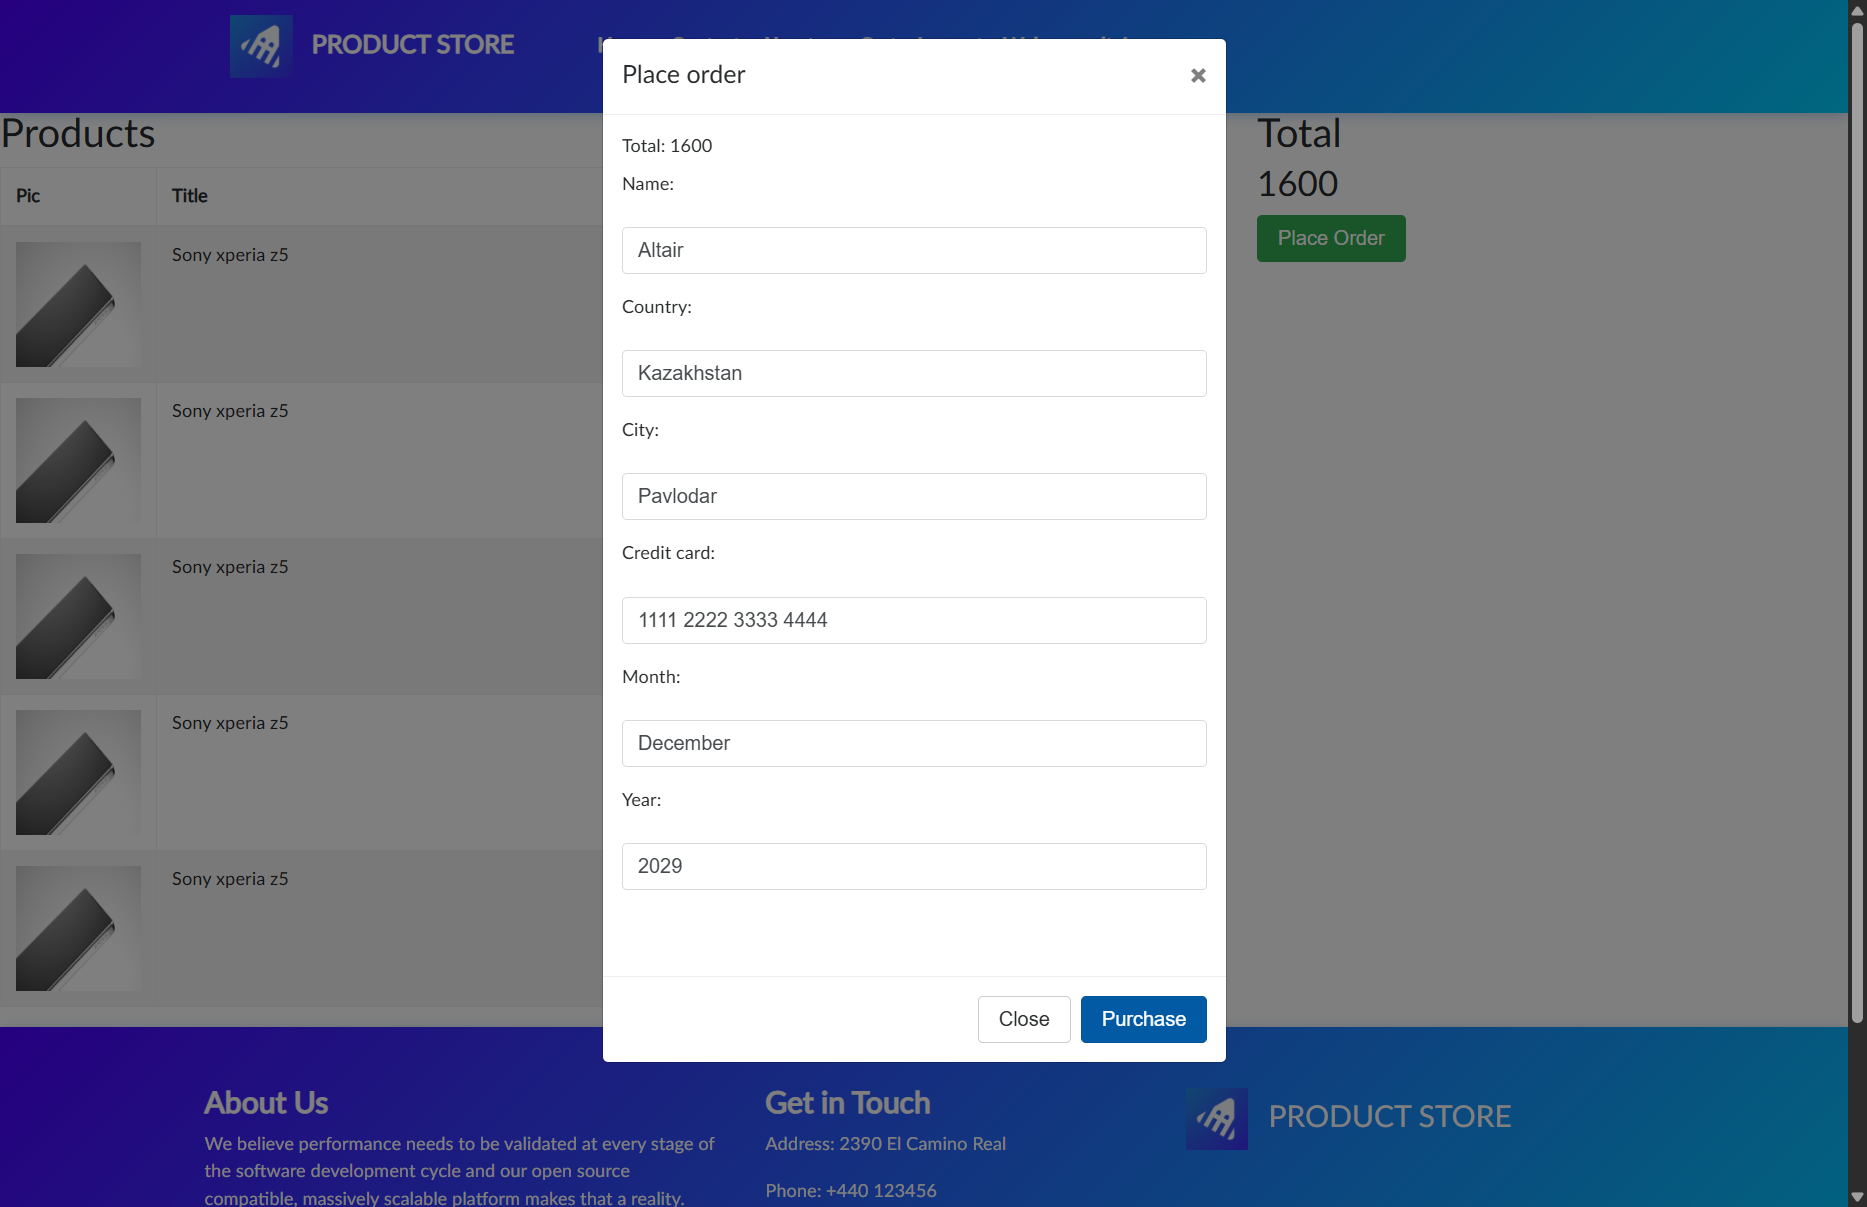 PRODUCT STORE
Place order
×
Total: 1600
Name:
Altair
Country:
Kazakhstan
City:
Pavlodar
Credit card:
1111 2222 3333 4444
Month:
December
Year:
2029
Close
Purchase
Products
Pic
Title
Sony xperia z5
Sony xperia z5
Sony xperia z5
Sony xperia z5
Sony xperia z5
Total
1600
Place Order
About Us
We believe performance needs to be validated at every stage of
the software development cycle and our open source
compatible, massively scalable platform makes that a reality.
Get in Touch
Address: 2390 El Camino Real
Phone: +440 123456
PRODUCT STORE